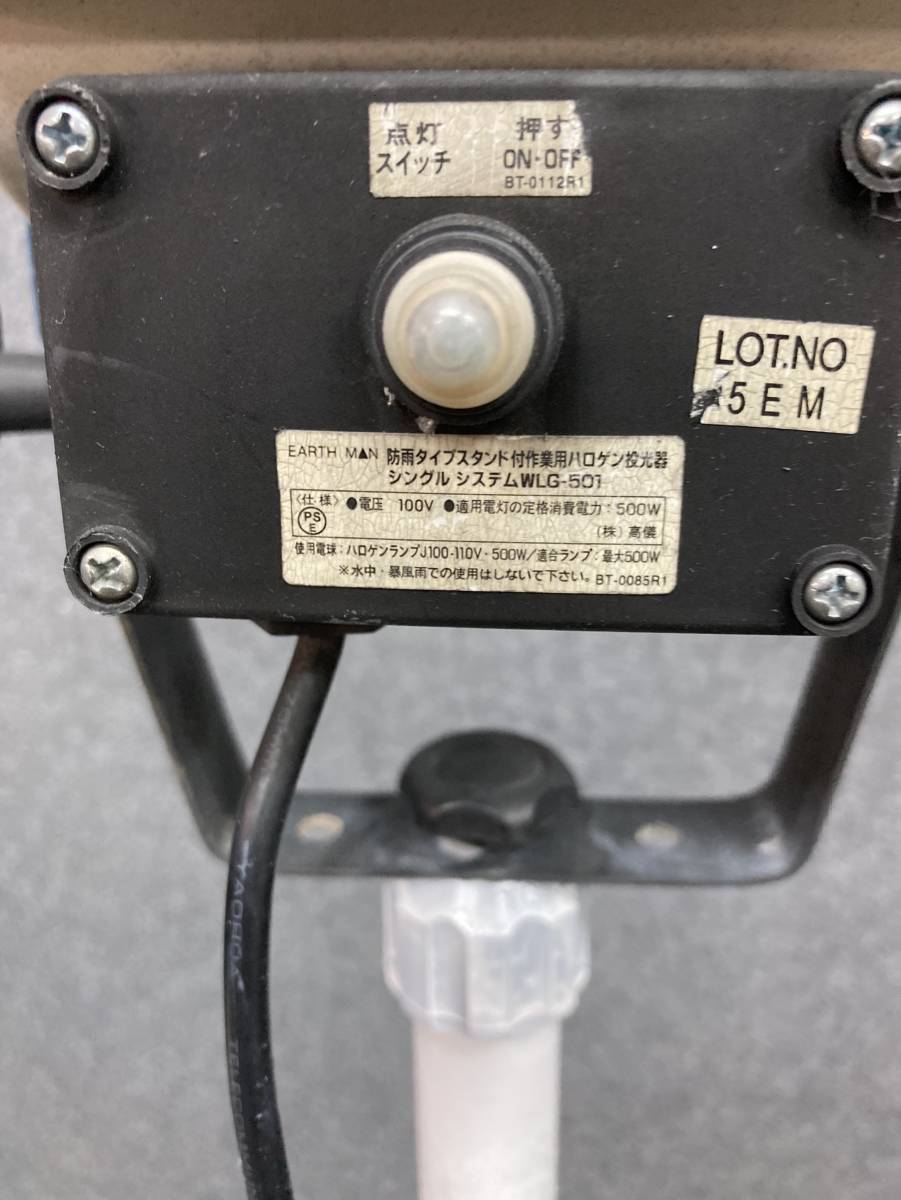 点灯 押す
スイッチ ON・OFF
BT-0112R1
LOT.NO
5EM
EARTH MAN 防雨タイプスタンド付作業用ハロゲン投光器
シングル システムWLG-501
〈仕様〉 ●電圧 100V ●適用電灯の定格消費電力:500W
PS
E
(株)高儀
使用電球:ハロゲンランプJ100-110V・500W/適合ランプ:最大500W
※水中・暴風雨での使用はしないで下さい。 BT-0085R1